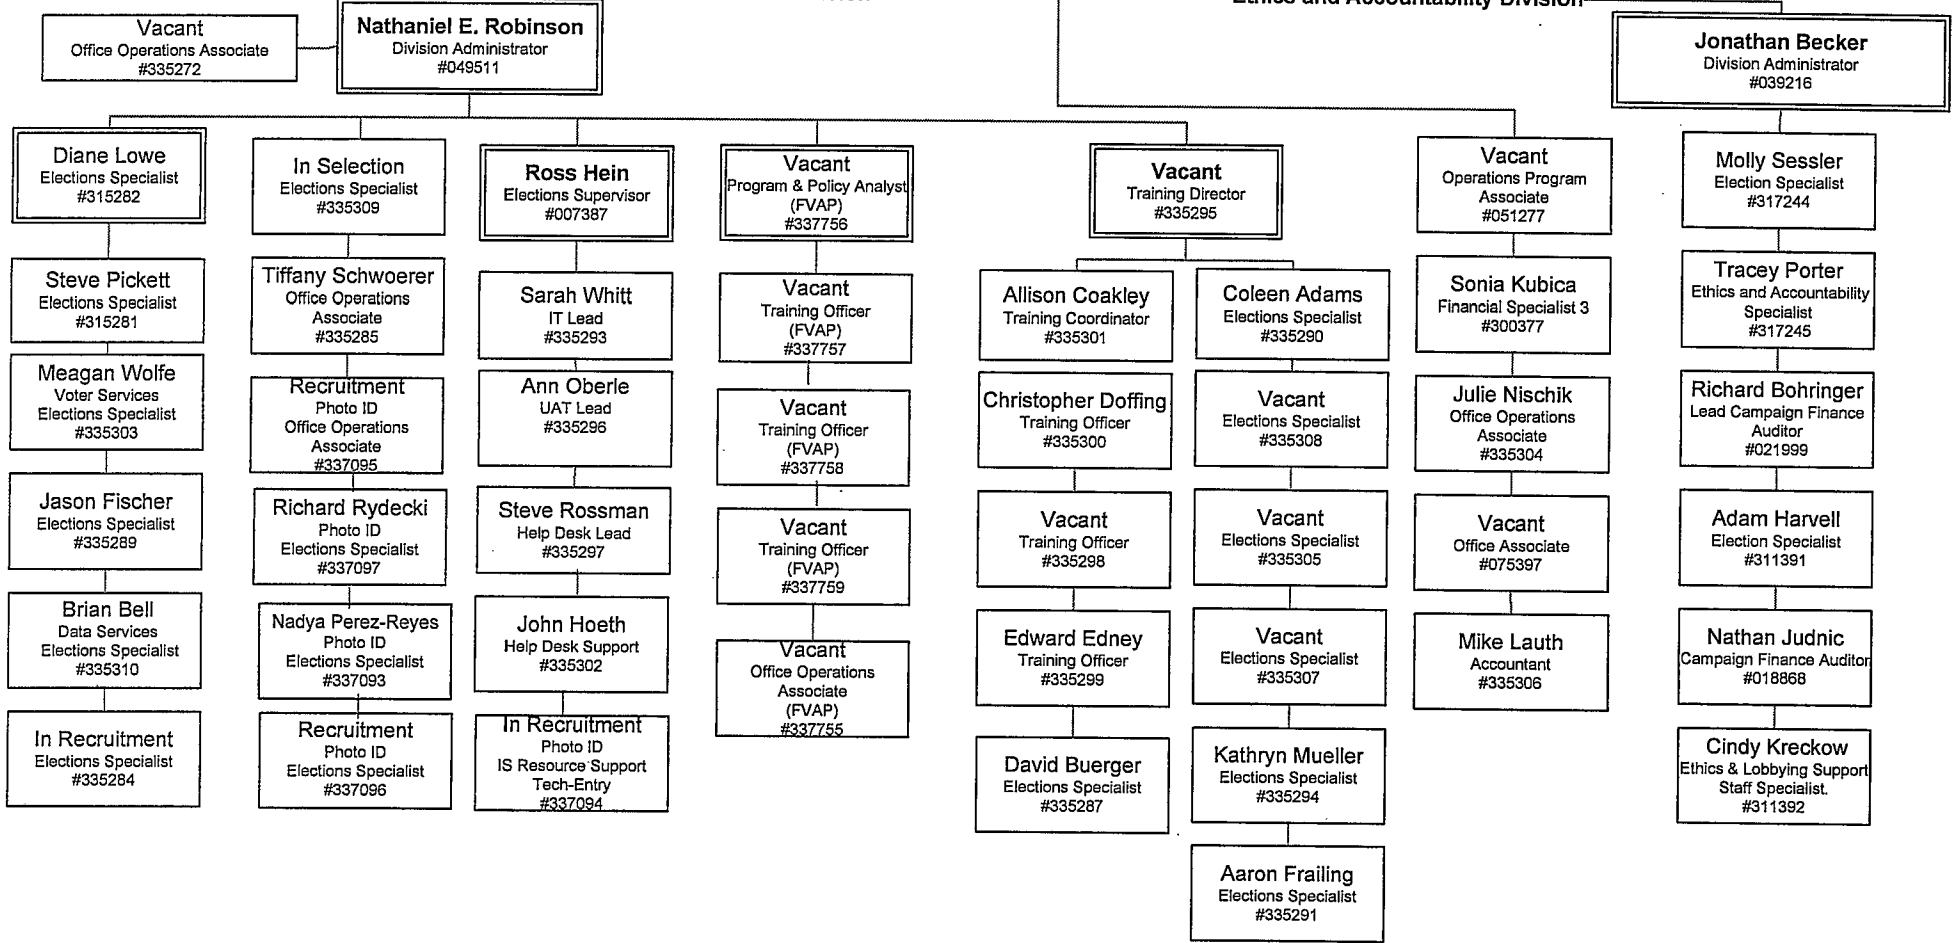 Ethics and Accountability Division
Vacant
Office Operations Associate
#335272
Nathaniel E. Robinson
Division Administrator
#049511
Jonathan Becker
Division Administrator
#039216
Diane Lowe
Elections Specialist
#315282
Steve Pickett
Elections Specialist
#315281
Meagan Wolfe
Voter Services
Elections Specialist
#335303
Jason Fischer
Elections Specialist
#335289
Brian Bell
Data Services
Elections Specialist
#335310
In Recruitment
Elections Specialist
#335284
In Selection
Elections Specialist
#335309
Tiffany Schwoerer
Office Operations
Associate
#335285
Recruitment
Photo ID
Office Operations
Associate
#337095
Richard Rydecki
Photo ID
Elections Specialist
#337097
Nadya Perez-Reyes
Photo ID
Elections Specialist
#337093
Recruitment
Photo ID
Elections Specialist
#337096
Ross Hein
Elections Supervisor
#007387
Sarah Whitt
IT Lead
#335293
Ann Oberle
UAT Lead
#335296
Steve Rossman
Help Desk Lead
#335297
John Hoeth
Help Desk Support
#335302
In Recruitment
Photo ID
IS Resource Support
Tech-Entry
#337094
Vacant
Program & Policy Analyst
(FVAP)
#337756
Vacant
Training Officer
(FVAP)
#337757
Vacant
Training Officer
(FVAP)
#337758
Vacant
Training Officer
(FVAP)
#337759
Vacant
Office Operations
Associate
(FVAP)
#337755
Vacant
Training Director
#335295
Allison Coakley
Training Coordinator
#335301
Christopher Doffing
Training Officer
#335300
Vacant
Training Officer
#335298
Edward Edney
Training Officer
#335299
David Buerger
Elections Specialist
#335287
Coleen Adams
Elections Specialist
#335290
Vacant
Elections Specialist
#335308
Vacant
Elections Specialist
#335305
Vacant
Elections Specialist
#335307
Kathryn Mueller
Elections Specialist
#335294
Aaron Frailing
Elections Specialist
#335291
Vacant
Operations Program
Associate
#051277
Sonia Kubica
Financial Specialist 3
#300377
Julie Nischik
Office Operations
Associate
#335304
Vacant
Office Associate
#075397
Mike Lauth
Accountant
#335306
Molly Sessler
Election Specialist
#317244
Tracey Porter
Ethics and Accountability
Specialist
#317245
Richard Bohringer
Lead Campaign Finance
Auditor
#021999
Adam Harvell
Election Specialist
#311391
Nathan Judnic
Campaign Finance Auditor
#018868
Cindy Kreckow
Ethics & Lobbying Support
Staff Specialist.
#311392